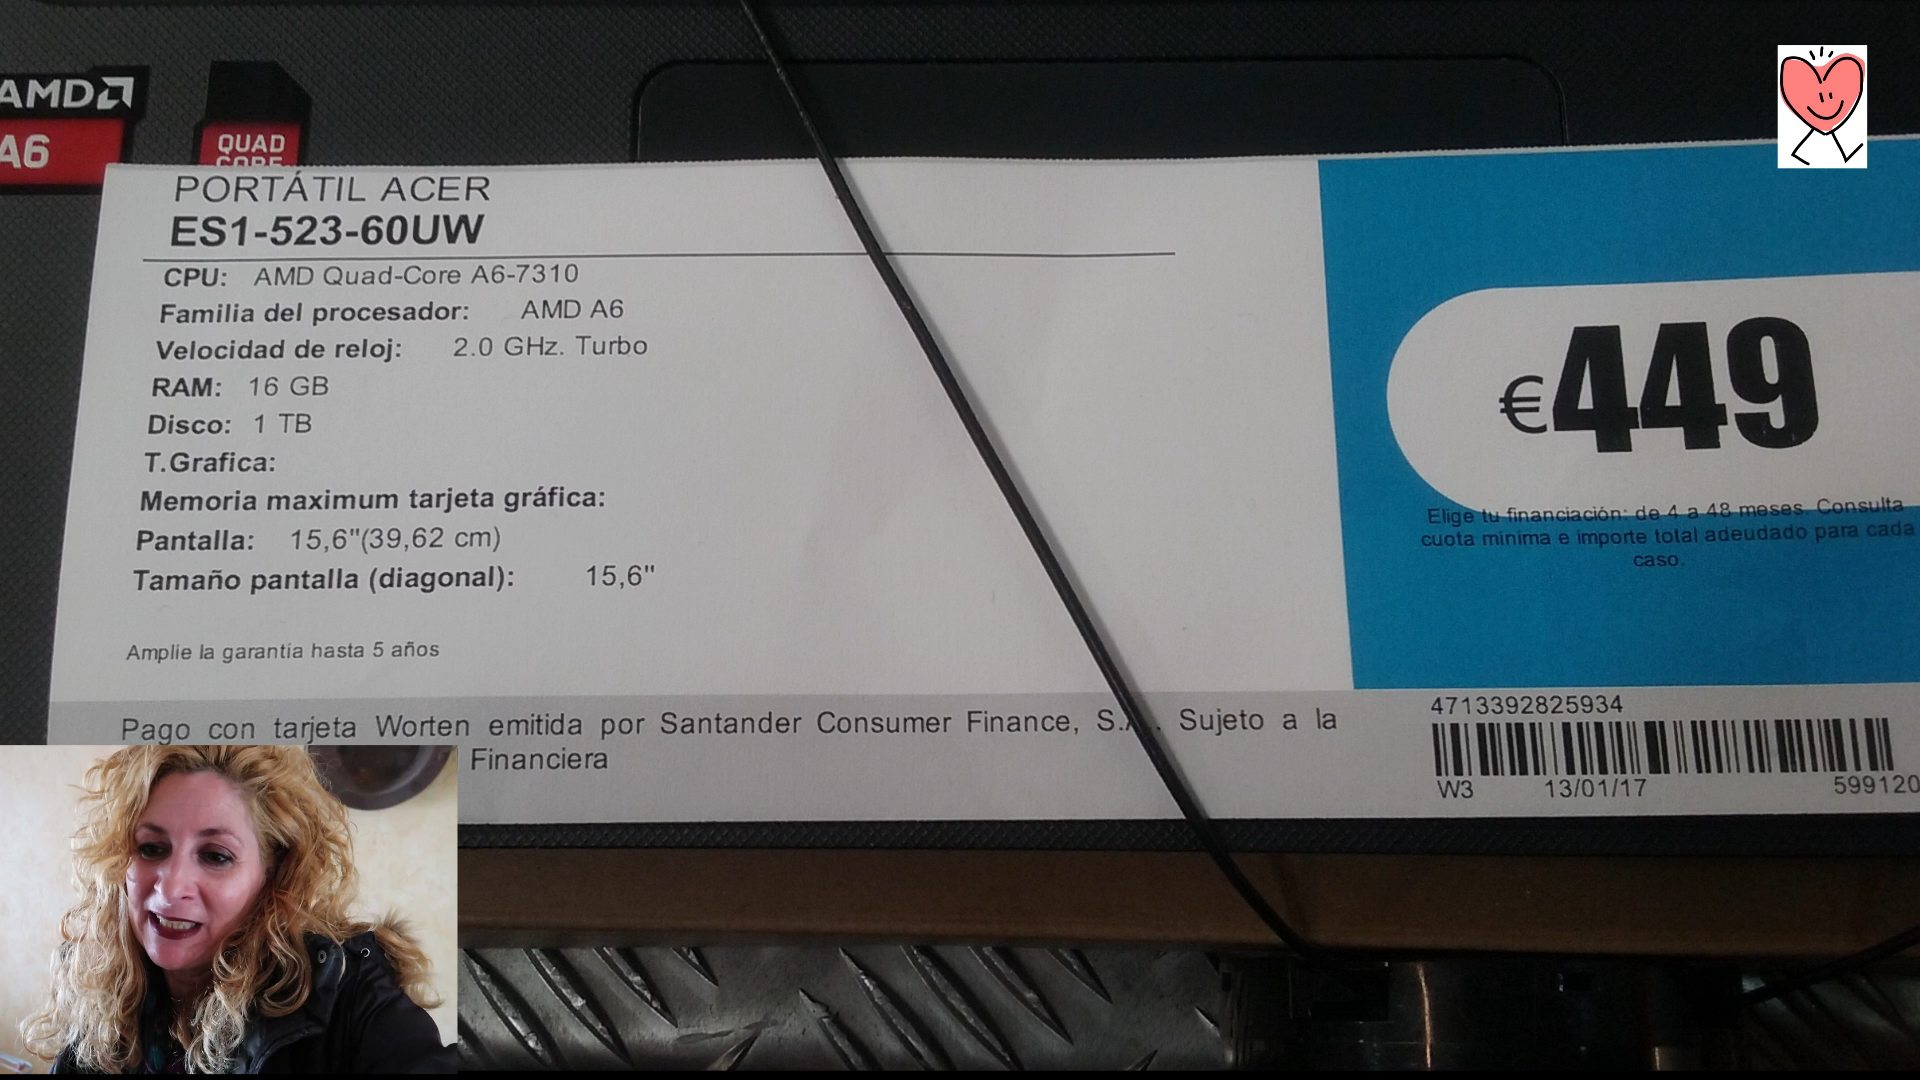 AMD
A6
QUAD
CORE
PORTÁTIL ACER
ES1-523-60UW
CPU: AMD Quad-Core A6-7310
Familia del procesador: AMD A6
Velocidad de reloj: 2.0 GHz. Turbo
RAM: 16 GB
Disco: 1 TB
T.Grafica:
Memoria maximum tarjeta gráfica:
Pantalla: 15,6"(39,62 cm)
Tamaño pantalla (diagonal): 15,6"
Amplie la garantía hasta 5 años
€449
Elige tu financiación: de 4 a 48 meses. Consulta
cuota mínima e importe total adeudado para cada
caso.
Pago con tarjeta Worten emitida por Santander Consumer Finance, S.A. Sujeto a la
Financiera
4713392825934
W3 13/01/17 599120